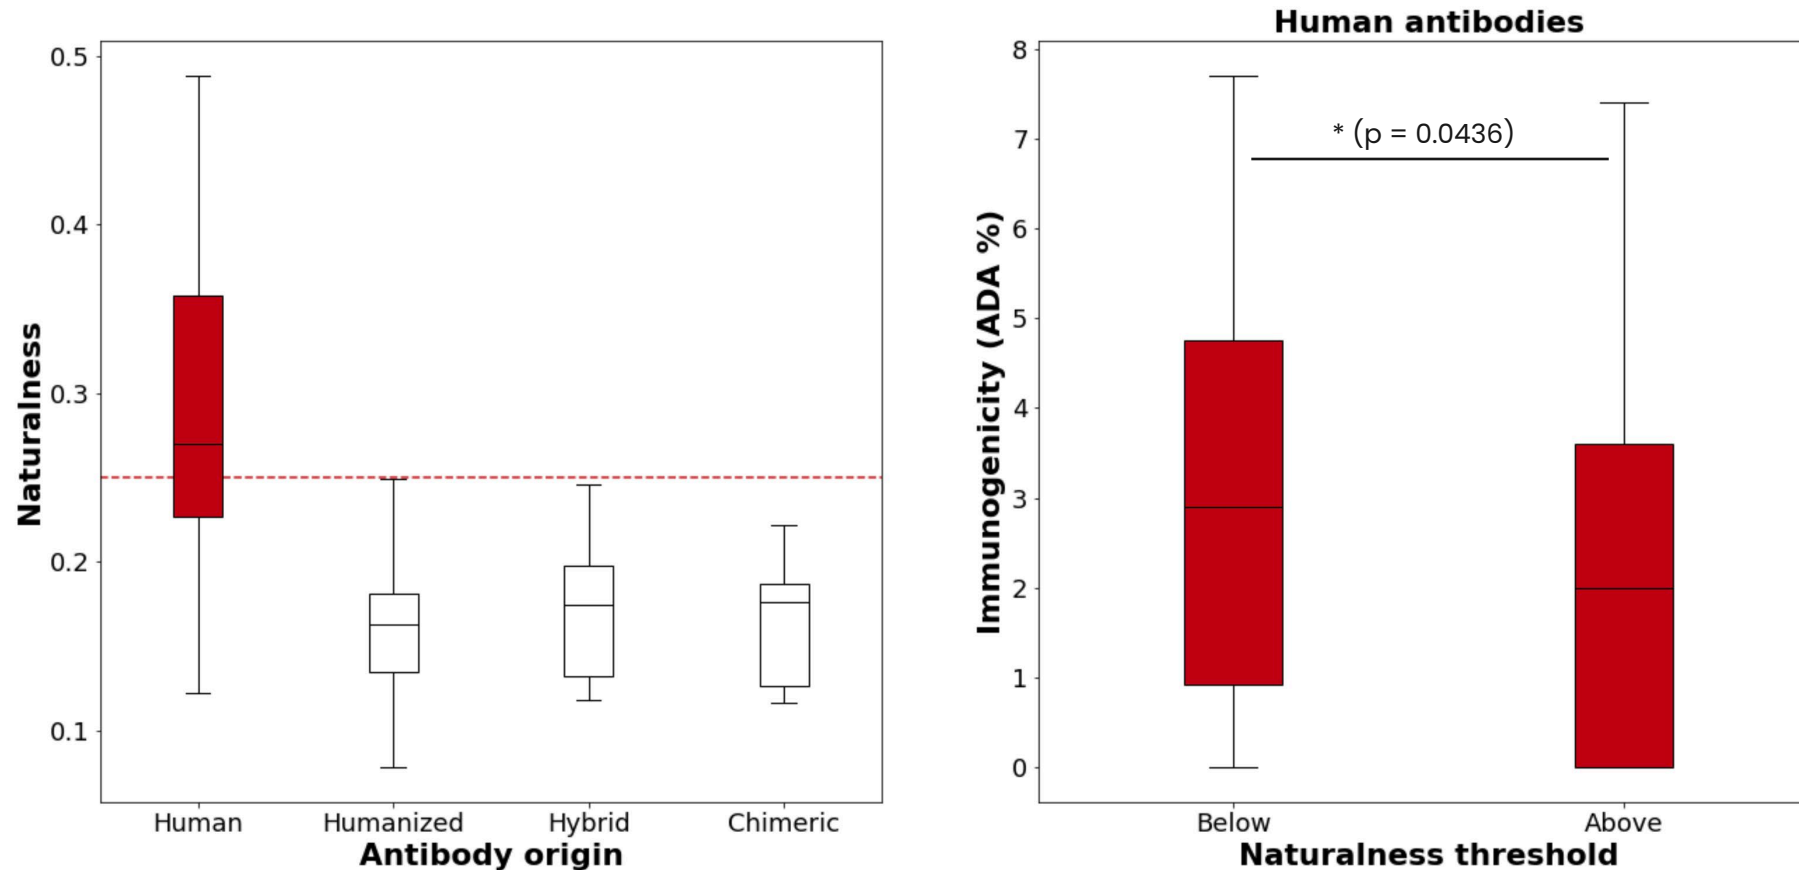 0.5
0.4
0.3
0.2
0.1
Naturalness
Human Humanized Hybrid Chimeric
Antibody origin
Human antibodies
8
7
6
5
4
3
2
1
0
Immunogenicity (ADA %)
* (p = 0.0436)
Below Above
Naturalness threshold